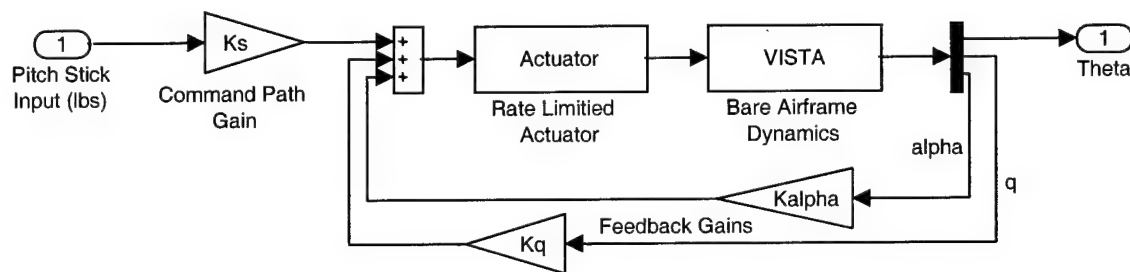 1
Pitch Stick
Input (lbs)
Ks
Command Path
Gain
+
+
+
Actuator
Rate Limitied
Actuator
VISTA
Bare Airframe
Dynamics
1
Theta
alpha
q
Kalpha
Feedback Gains
Kq